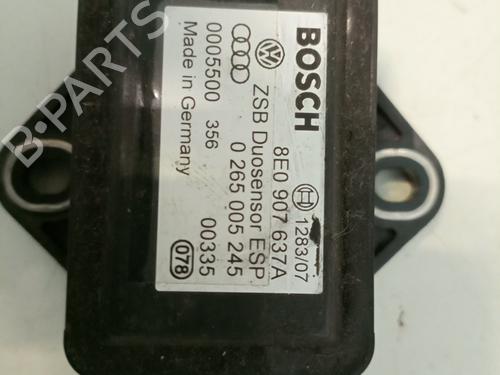 BOSCH
1283/07
8E0 907 637A
ZSB Duosensor ESP
0 265 005 245
0005500 356 00335
Made in Germany 078
B-PARTS